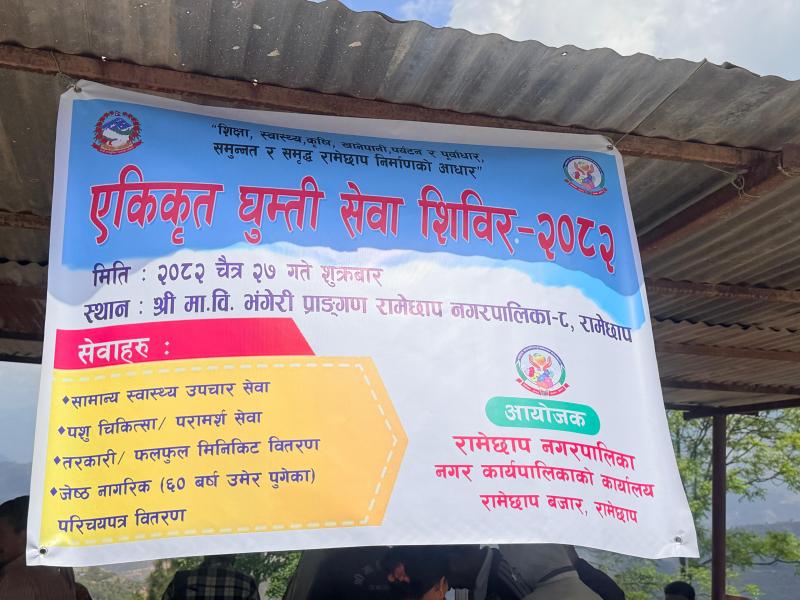 "शिक्षा, स्वास्थ्य,कृषि, खानेपानी,पर्यटन र पूर्वाधार,
समुन्नत र समृद्ध रामेछाप निर्माणको आधार"
एकिकृत घुम्ती सेवा शिविर-२०८२
मिति : २०८२ चैत्र २७ गते शुक्रबार
स्थान : श्री मा.वि. भंगेरी प्राङ्गण रामेछाप नगरपालिका-८, रामेछाप
सेवाहरु :
♦सामान्य स्वास्थ्य उपचार सेवा
♦पशु चिकित्सा/ परामर्श सेवा
♦तरकारी/ फलफुल मिनिकिट वितरण
♦जेष्ठ नागरिक (६० बर्षा उमेर पुगेका)
परिचयपत्र वितरण
आयोजक
रामेछाप नगरपालिका
नगर कार्यपालिकाको कार्यालय
रामेछाप बजार, रामेछाप